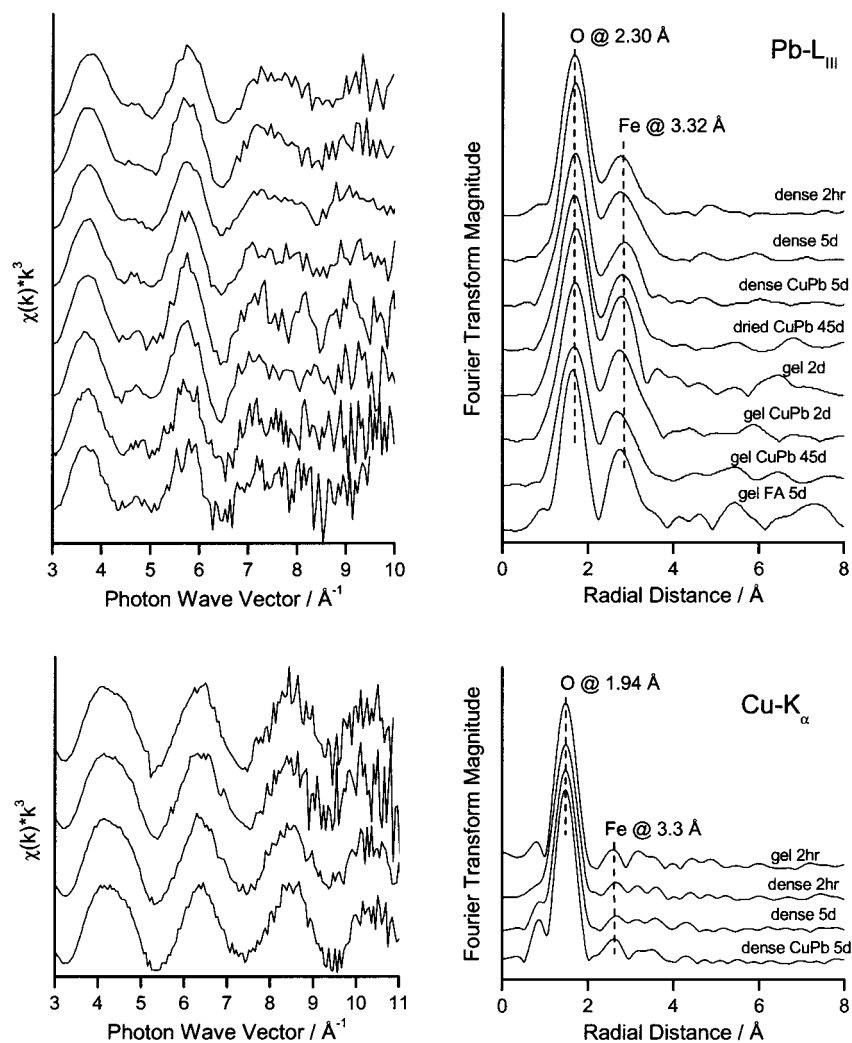 χ(k)*k³
3 4 5 6 7 8 9 10
Photon Wave Vector / Å⁻¹
Fourier Transform Magnitude
O @ 2.30 Å
Pb-L_III
Fe @ 3.32 Å
dense 2hr
dense 5d
dense CuPb 5d
dried CuPb 45d
gel 2d
gel CuPb 2d
gel CuPb 45d
gel FA 5d
0 2 4 6 8
Radial Distance / Å
χ(k)*k³
3 4 5 6 7 8 9 10 11
Photon Wave Vector / Å⁻¹
Fourier Transform Magnitude
O @ 1.94 Å
Cu-K_α
Fe @ 3.3 Å
gel 2hr
dense 2hr
dense 5d
dense CuPb 5d
0 2 4 6 8
Radial Distance / Å